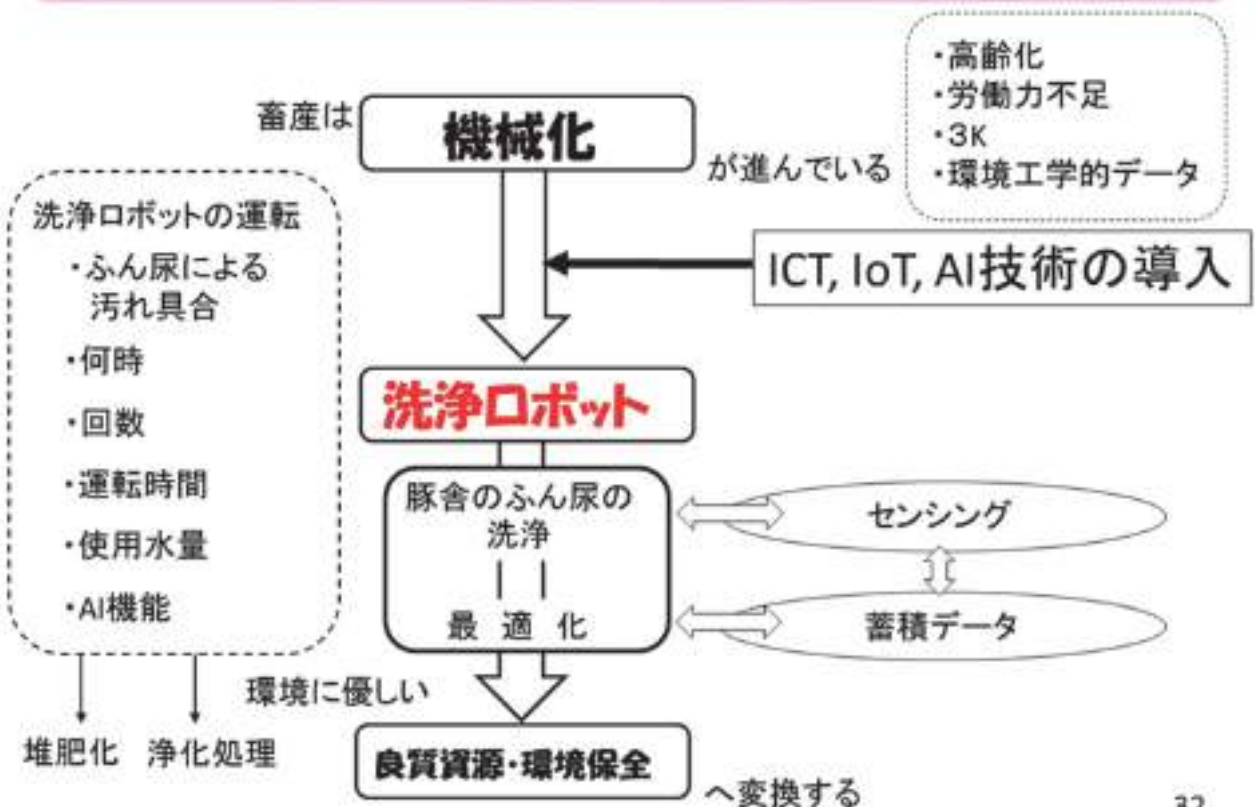 ・高齢化
・労働力不足
・3K
・環境工学的データ
畜産は
機械化
が進んでいる
ICT, IoT, AI技術の導入
洗浄ロボットの運転
・ふん尿による
汚れ具合
・何時
・回数
・運転時間
・使用水量
・AI機能
洗浄ロボット
豚舎のふん尿の
洗浄
最 適 化
センシング
蓄積データ
環境に優しい
堆肥化 浄化処理
良質資源・環境保全
へ変換する
32